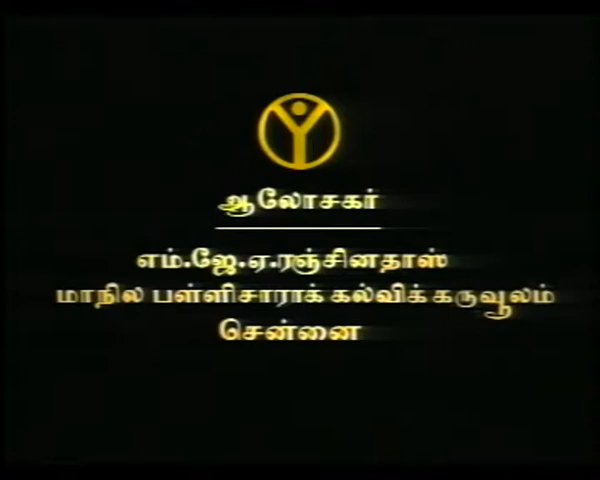 ஆலோசகர்
எம்.ஜே.ஏ.ரஞ்சினதாஸ்
மாநில பள்ளிசாராக் கல்விக் கருவூலம்
சென்னை